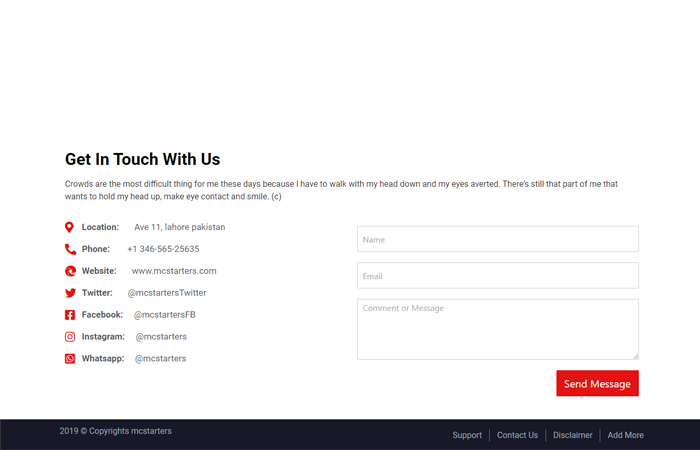 Get In Touch With Us
Crowds are the most difficult thing for me these days because I have to walk with my head down and my eyes averted. There's still that part of me that
wants to hold my head up, make eye contact and smile. (c)
Location: Ave 11, lahore pakistan
Phone: +1 346-565-25635
Website: www.mcstarters.com
Twitter: @mcstartersTwitter
Facebook: @mcstartersFB
Instagram: @mcstarters
Whatsapp: @mcstarters
Name
Email
Comment or Message
Send Message
2019 © Copyrights mcstarters
Support | Contact Us | Disclaimer | Add More